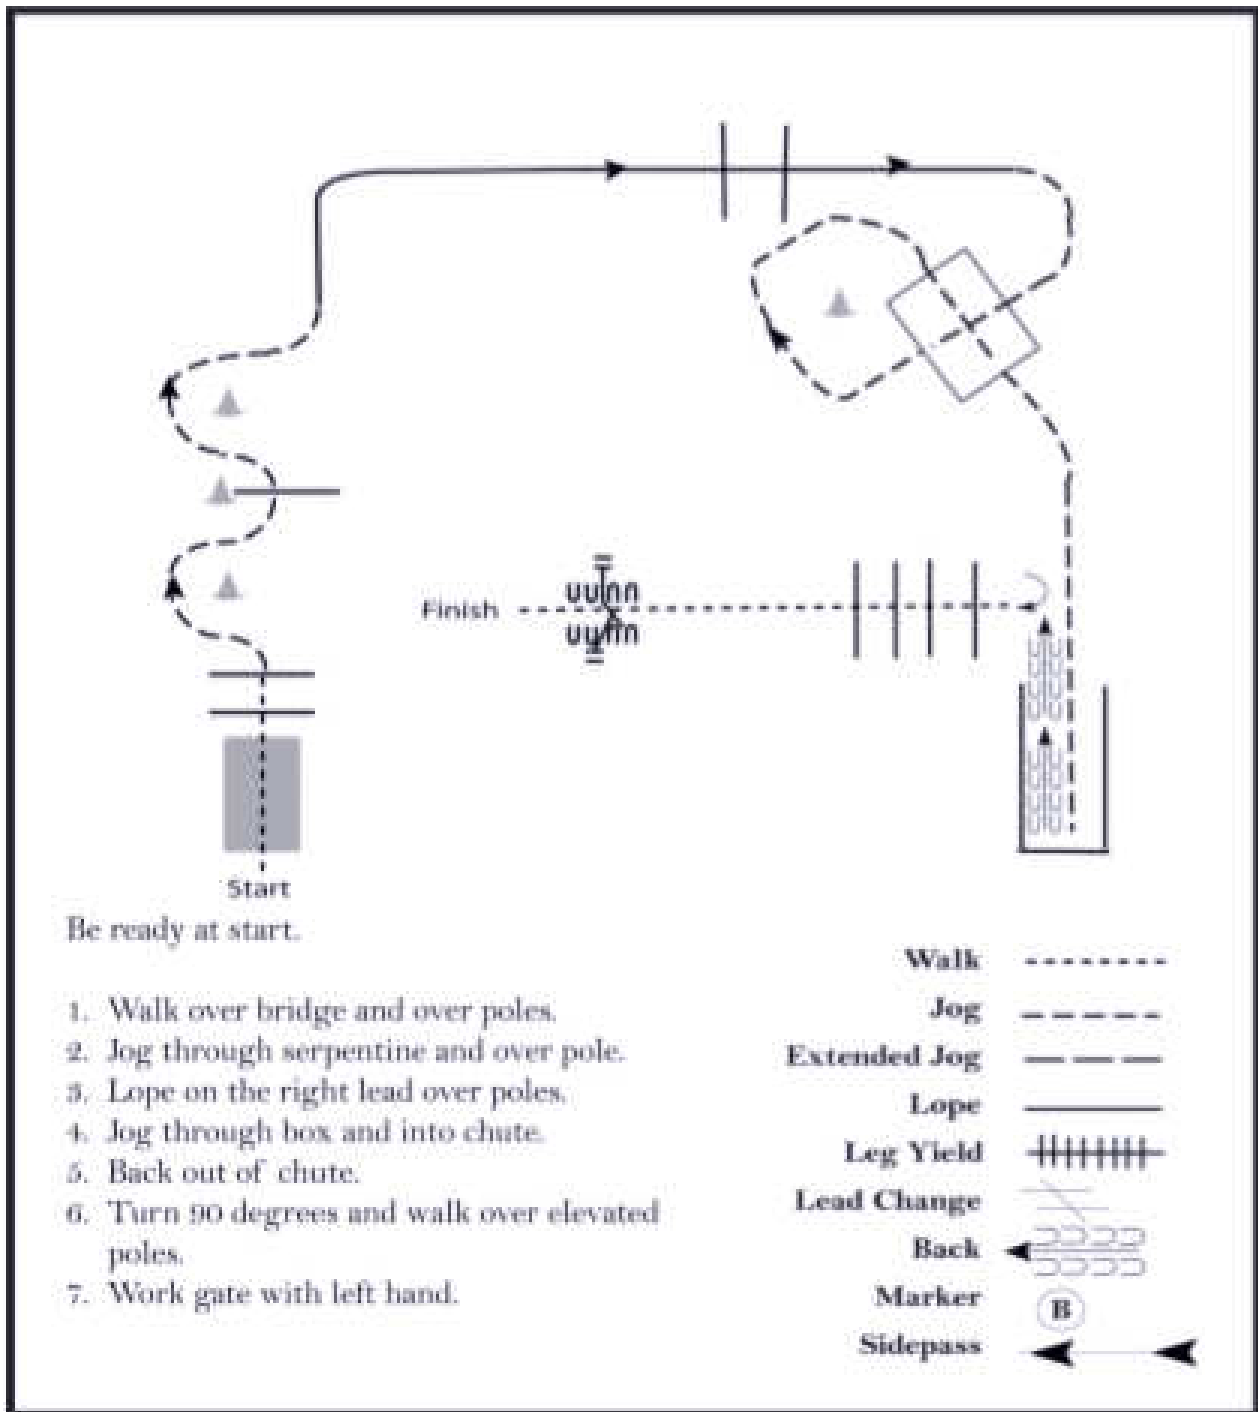 Finish
Start
Be ready at start.
1. Walk over bridge and over poles.
2. Jog through serpentine and over pole.
3. Lope on the right lead over poles.
4. Jog through box and into chute.
5. Back out of chute.
6. Turn 90 degrees and walk over elevated
poles.
7. Work gate with left hand.
Walk
Jog
Extended Jog
Lope
Leg Yield
Lead Change
Back
Marker B
Sidepass